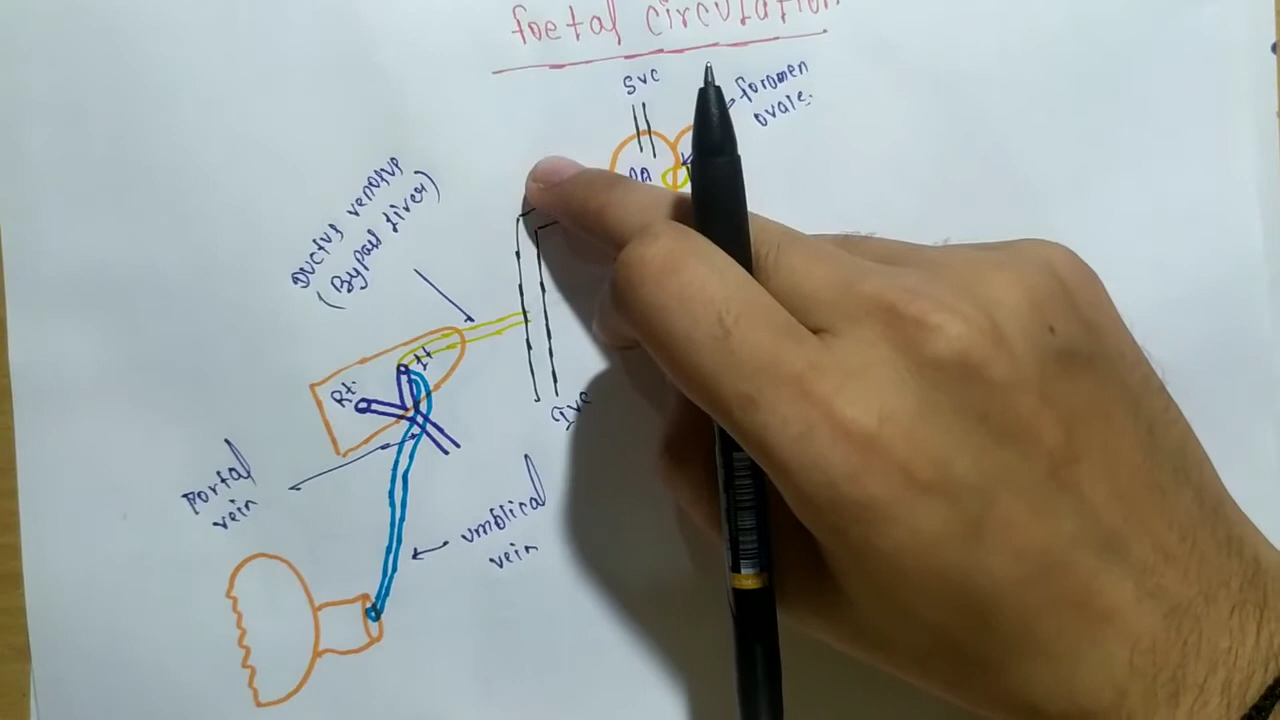 foetal circulation
SVC
foramen
ovale.
RA
Ductus venosus
(Bypass liver)
lt
Rt.
IVC
Portal
vein
umblical
vein